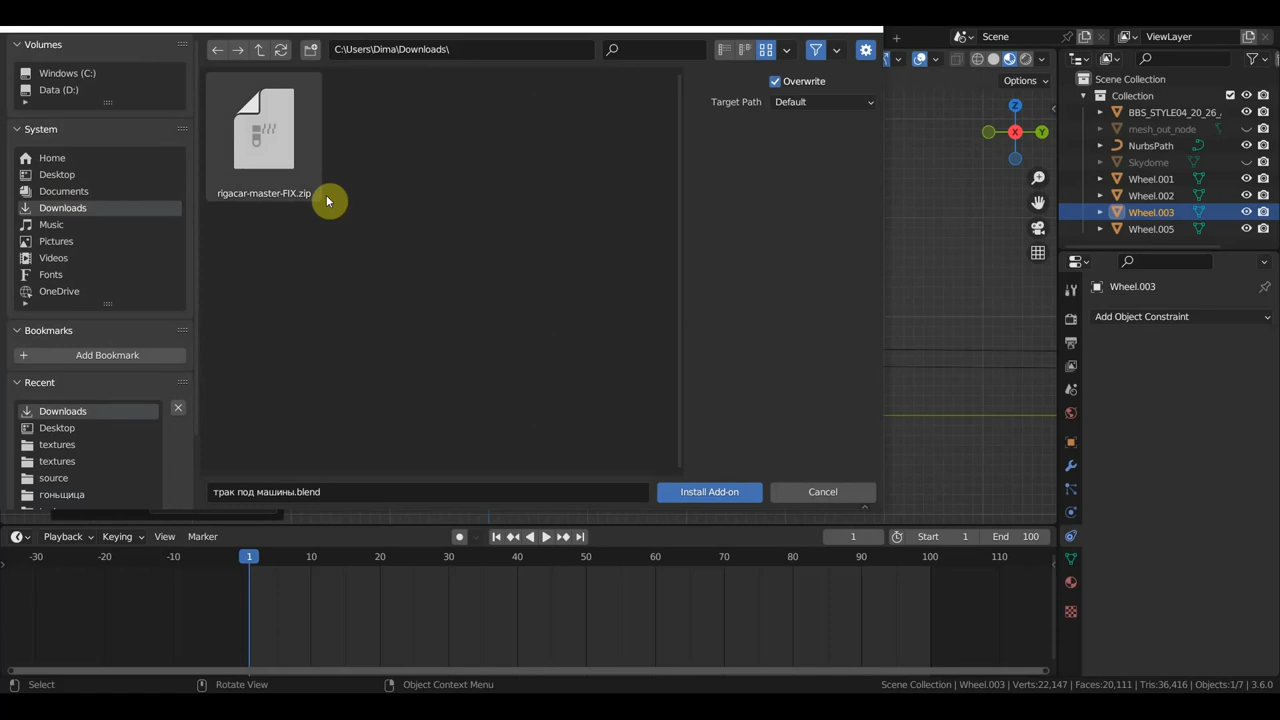 Volumes
Windows (C:)
Data (D:)
System
Home
Desktop
Documents
Downloads
Music
Pictures
Videos
Fonts
OneDrive
Bookmarks
Add Bookmark
Recent
Downloads
Desktop
textures
textures
source
гоньщица
C:\Users\Dima\Downloads\
rigacar-master-FIX.zip
Overwrite
Target Path Default
трак под машины.blend
Install Add-on
Cancel
Scene
ViewLayer
Options
Z
X
Y
Scene Collection
Collection
BBS_STYLE04_20_26_
mesh_out_node
NurbsPath
Skydome
Wheel.001
Wheel.002
Wheel.003
Wheel.005
Wheel.003
Add Object Constraint
Playback Keying View Marker
1 Start 1 End 100
-30 -20 -10 1 10 20 30 40 50 60 70 80 90 100 110
Select Rotate View Object Context Menu
Scene Collection | Wheel.003 | Verts:22,147 | Faces:20,111 | Tris:36,416 | Objects:1/7 | 3.6.0